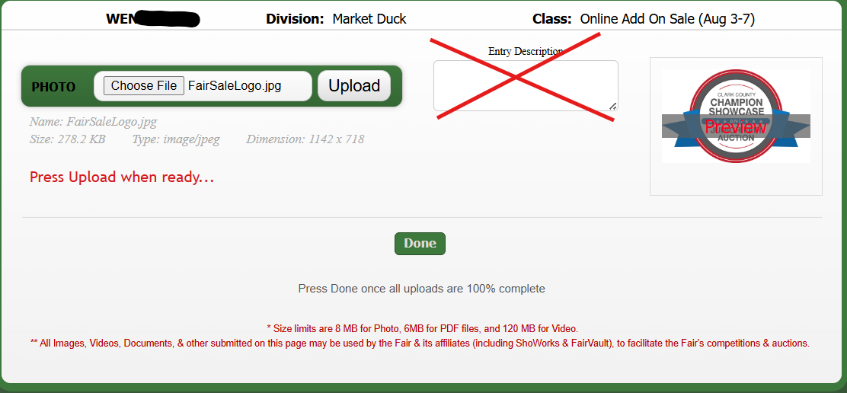 WEN
Division: Market Duck
Class: Online Add On Sale (Aug 3-7)
Entry Description
PHOTO
Choose File FairSaleLogo.jpg
Upload
Name: FairSaleLogo.jpg
Size: 278.2 KB Type: image/jpeg Dimension: 1142 x 718
Press Upload when ready...
CLARK COUNTY
CHAMPION
SHOWCASE
Preview
AUCTION
Done
Press Done once all uploads are 100% complete
* Size limits are 8 MB for Photo, 6MB for PDF files, and 120 MB for Video.
** All Images, Videos, Documents, & other submitted on this page may be used by the Fair & its affiliates (including ShoWorks & FairVault), to facilitate the Fair's competitions & auctions.